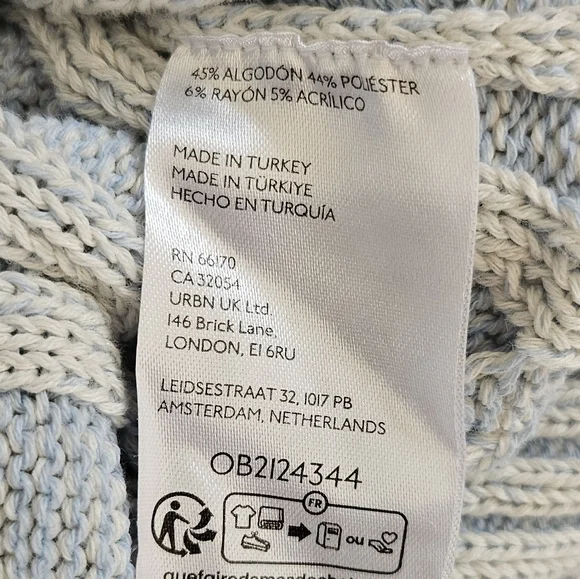 45% ALGODÓN 44% POLIÉSTER
6% RAYÓN 5% ACRÍLICO
MADE IN TURKEY
MADE IN TÜRKIYE
HECHO EN TURQUÍA
RN 66170
CA 32054
URBN UK Ltd.
146 Brick Lane,
LONDON, E1 6RU
LEIDSESTRAAT 32, 1017 PB
AMSTERDAM, NETHERLANDS
OB2124344
FR
ou